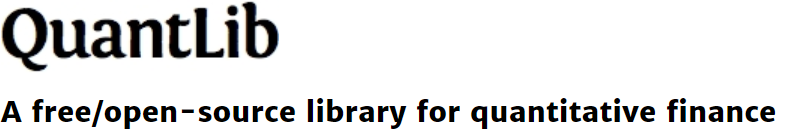 QuantLib
A free/open-source library for quantitative finance